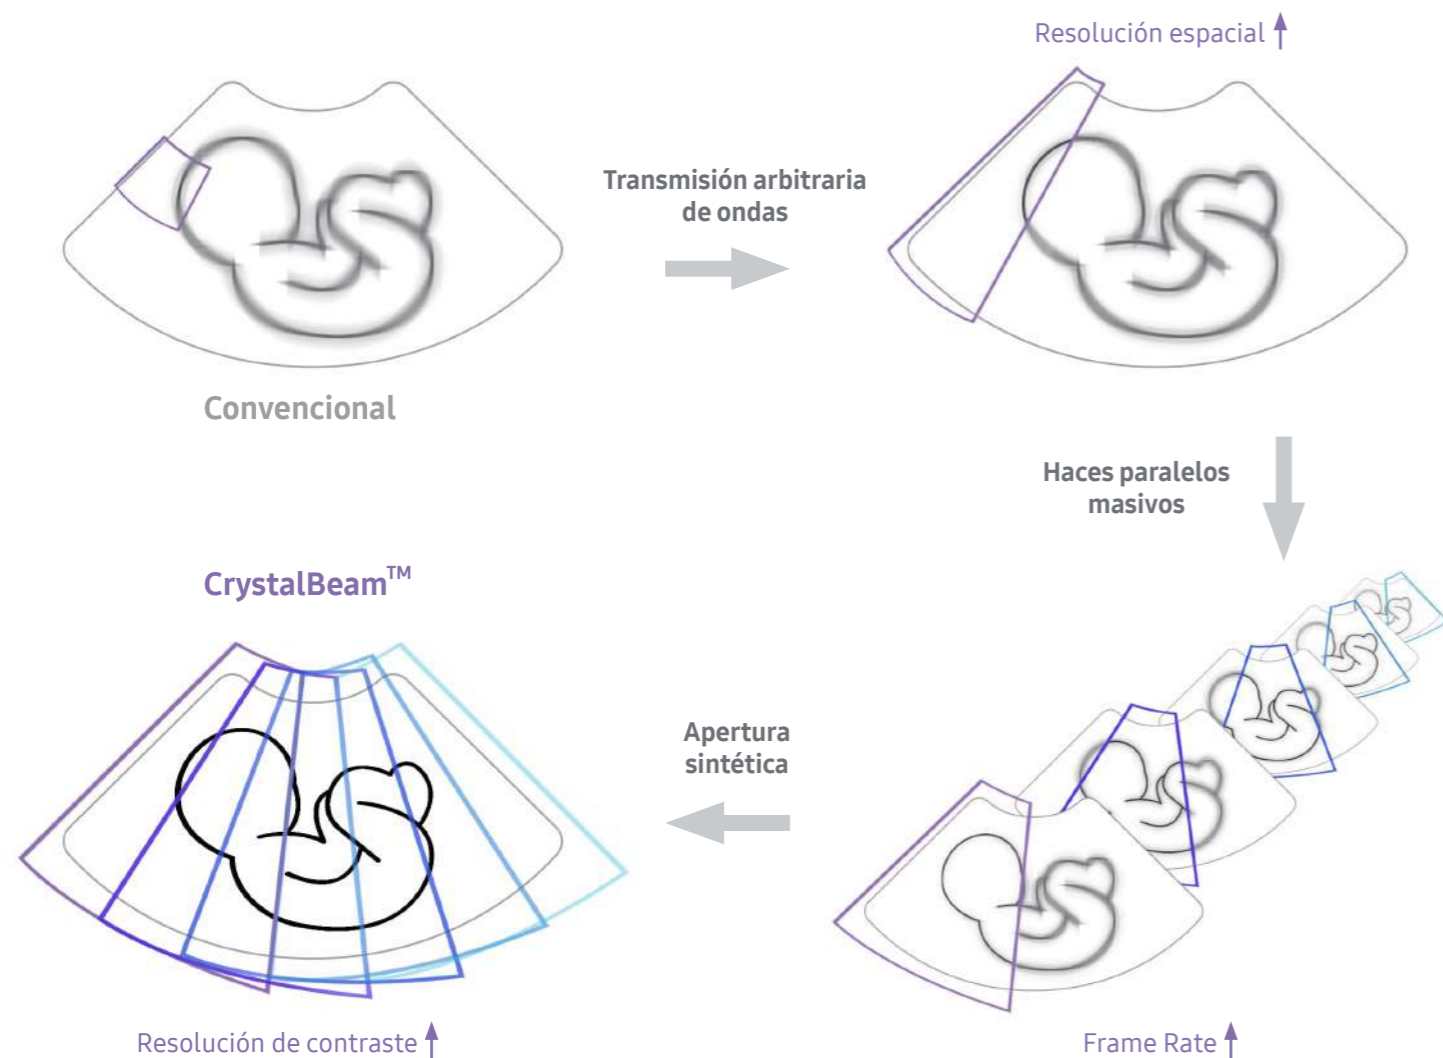 Resolución espacial
Transmisión arbitraria
de ondas
Convencional
Haces paralelos
masivos
CrystalBeam™
Apertura
sintética
Resolución de contraste
Frame Rate